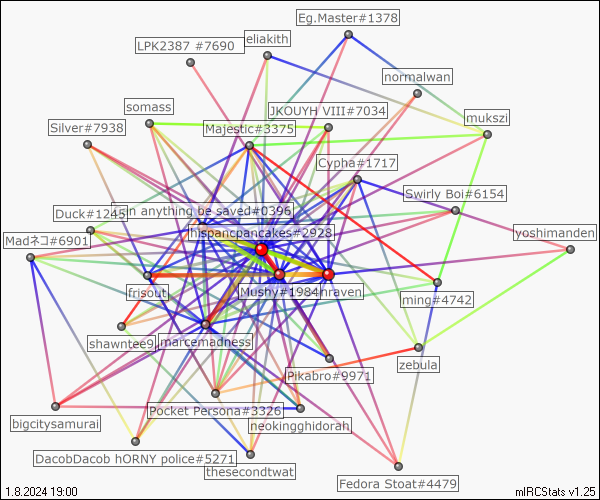 Eg.Master#1378
LPK2387 #7690
eliakith
normalwan
somass
JKOUYH VIII#7034
mukszi
Silver#7938
Majestic#3375
Cypha#1717
Swirly Boi#6154
Duck#1245
in anything be saved#0396
hispancpancakes#2928
yoshimanden
Madネコ#6901
frisout
Mushy#1984
nraven
ming#4742
shawntee9
marcemadness
zebula
Pikabro#9971
Pocket Persona#3326
bigcitysamurai
neokingghidorah
DacobDacob hORNY police#5271
thesecondtwat
Fedora Stoat#4479
1.8.2024 19:00
mIRCStats v1.25